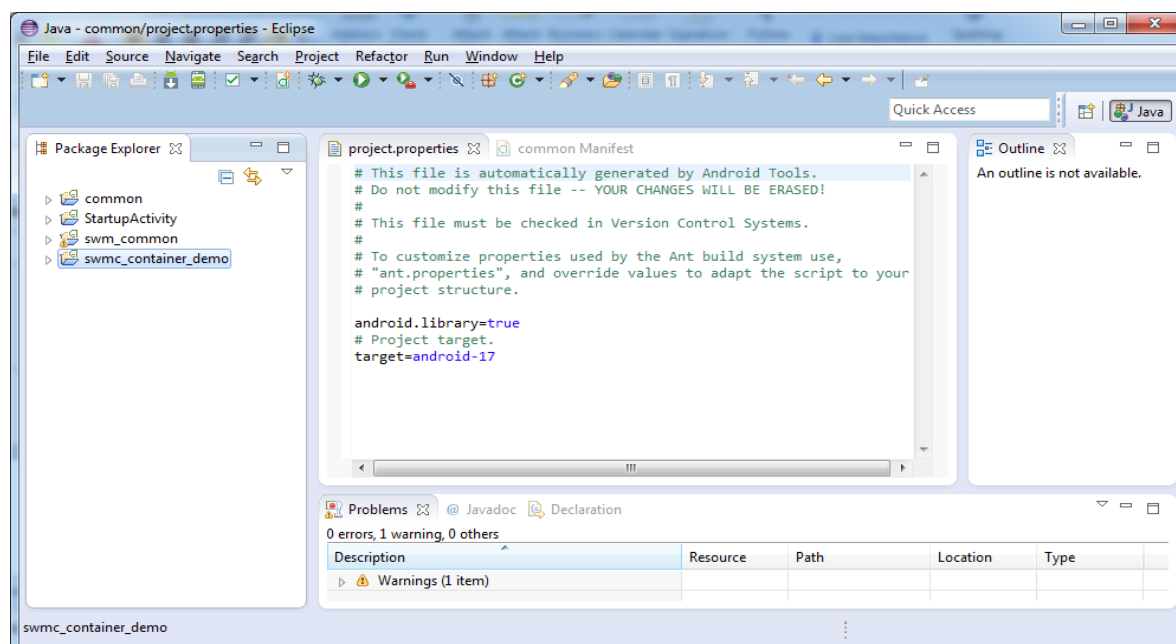 Java - common/project.properties - Eclipse
File Edit Source Navigate Search Project Refactor Run Window Help
Quick Access
Java
Package Explorer
project.properties
common Manifest
Outline
common
StartupActivity
swm_common
swmc_container_demo
# This file is automatically generated by Android Tools.
# Do not modify this file -- YOUR CHANGES WILL BE ERASED!
#
# This file must be checked in Version Control Systems.
#
# To customize properties used by the Ant build system use,
# "ant.properties", and override values to adapt the script to your
# project structure.
android.library=true
# Project target.
target=android-17
An outline is not available.
Problems @ Javadoc Declaration
0 errors, 1 warning, 0 others
Description Resource Path Location Type
Warnings (1 item)
swmc_container_demo